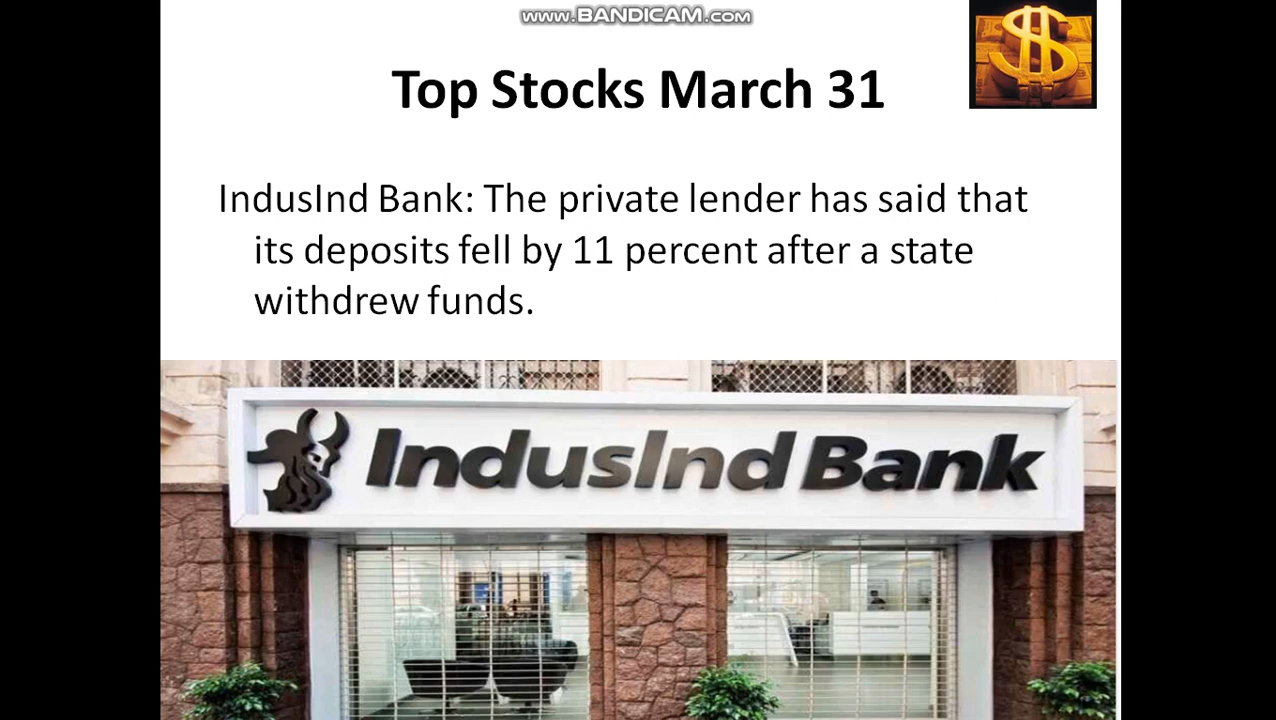 www.BANDICAM.com
Top Stocks March 31
IndusInd Bank: The private lender has said that
its deposits fell by 11 percent after a state
withdrew funds.
IndusInd Bank